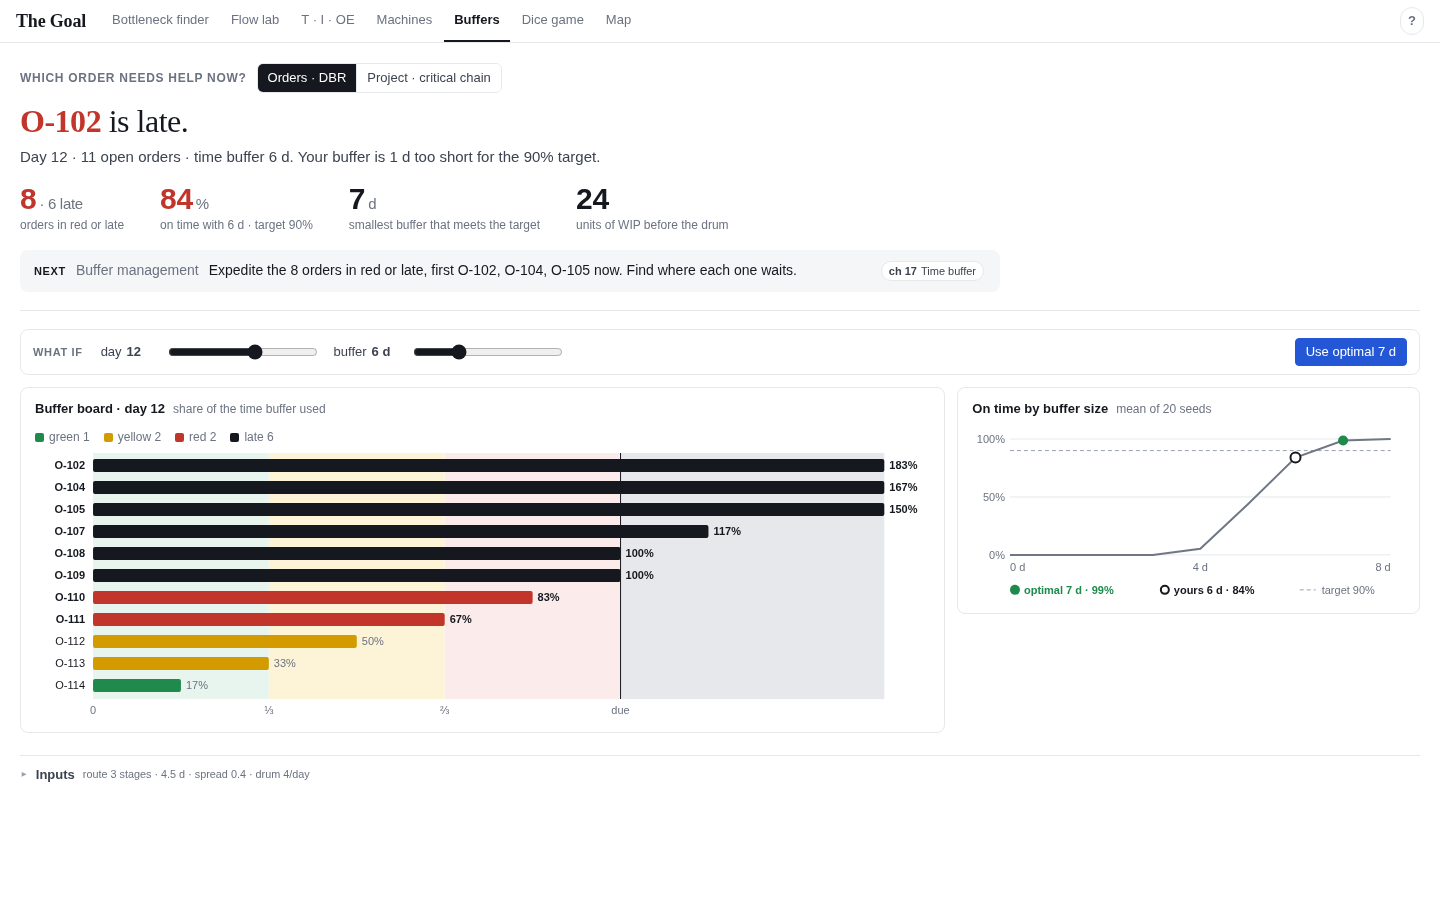 The Goal
Bottleneck finder
Flow lab
T · I · OE
Machines
Buffers
Dice game
Map
?
WHICH ORDER NEEDS HELP NOW?
Orders · DBR
Project · critical chain
O-102 is late.
Day 12 · 11 open orders · time buffer 6 d. Your buffer is 1 d too short for the 90% target.
8 · 6 late
orders in red or late
84 %
on time with 6 d · target 90%
7 d
smallest buffer that meets the target
24
units of WIP before the drum
NEXT Buffer management Expedite the 8 orders in red or late, first O-102, O-104, O-105 now. Find where each one waits.
ch 17 Time buffer
WHAT IF
day 12
buffer 6 d
Use optimal 7 d
Buffer board · day 12 share of the time buffer used
green 1
yellow 2
red 2
late 6
O-102 183%
O-104 167%
O-105 150%
O-107 117%
O-108 100%
O-109 100%
O-110 83%
O-111 67%
O-112 50%
O-113 33%
O-114 17%
0 ⅓ ⅔ due
On time by buffer size mean of 20 seeds
100%
50%
0%
0 d 4 d 8 d
optimal 7 d · 99%
yours 6 d · 84%
target 90%
▸ Inputs route 3 stages · 4.5 d · spread 0.4 · drum 4/day